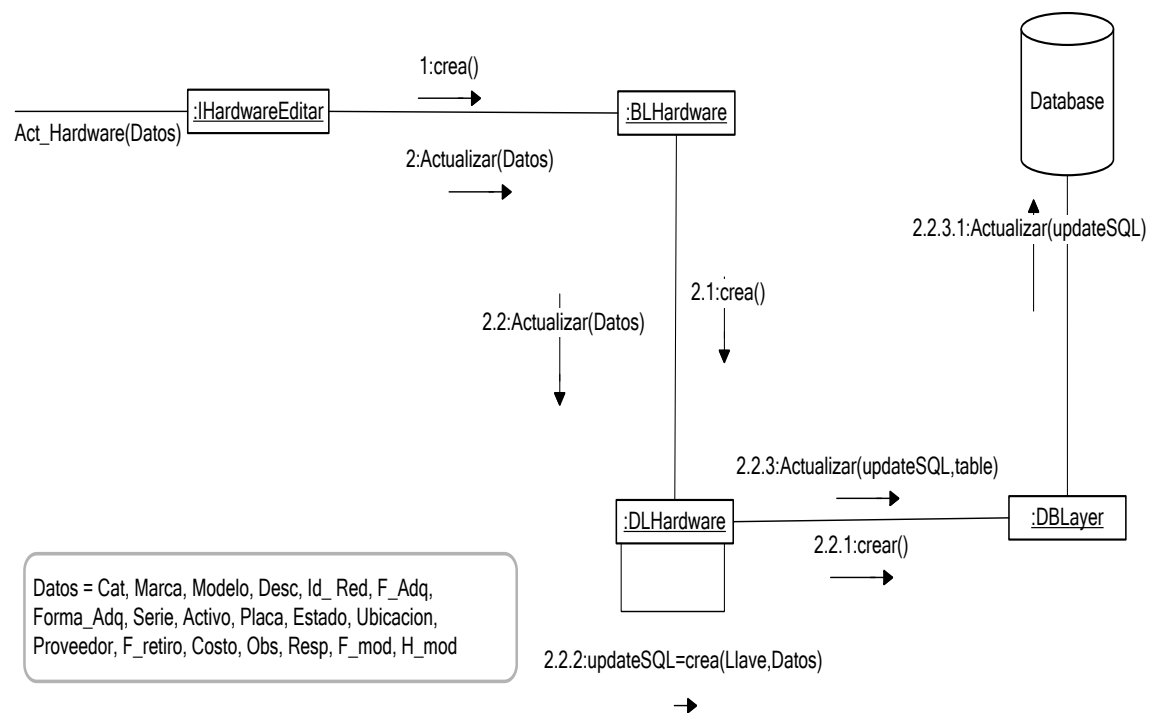 1:crea()
:IHardwareEditar
:BLHardware
Database
Act_Hardware(Datos)
2:Actualizar(Datos)
2.2.3.1:Actualizar(updateSQL)
2.1:crea()
2.2:Actualizar(Datos)
2.2.3:Actualizar(updateSQL,table)
:DLHardware
:DBLayer
2.2.1:crear()
Datos = Cat, Marca, Modelo, Desc, Id_ Red, F_Adq,
Forma_Adq, Serie, Activo, Placa, Estado, Ubicacion,
Proveedor, F_retiro, Costo, Obs, Resp, F_mod, H_mod
2.2.2:updateSQL=crea(Llave,Datos)